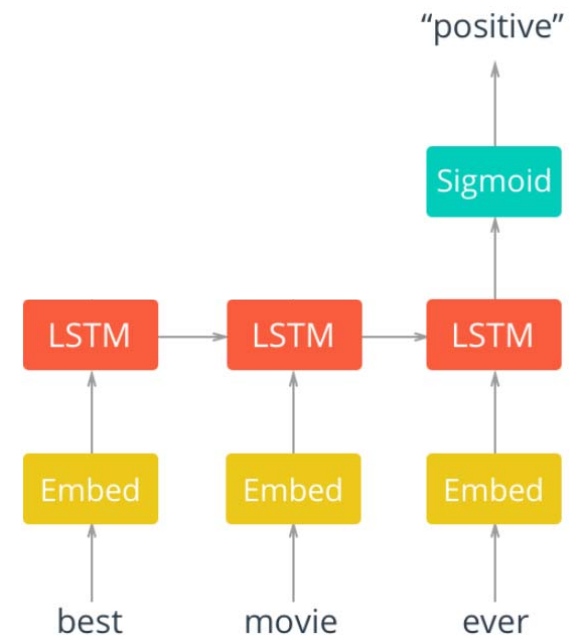 “positive”
Sigmoid
LSTM LSTM LSTM
Embed Embed Embed
best movie ever